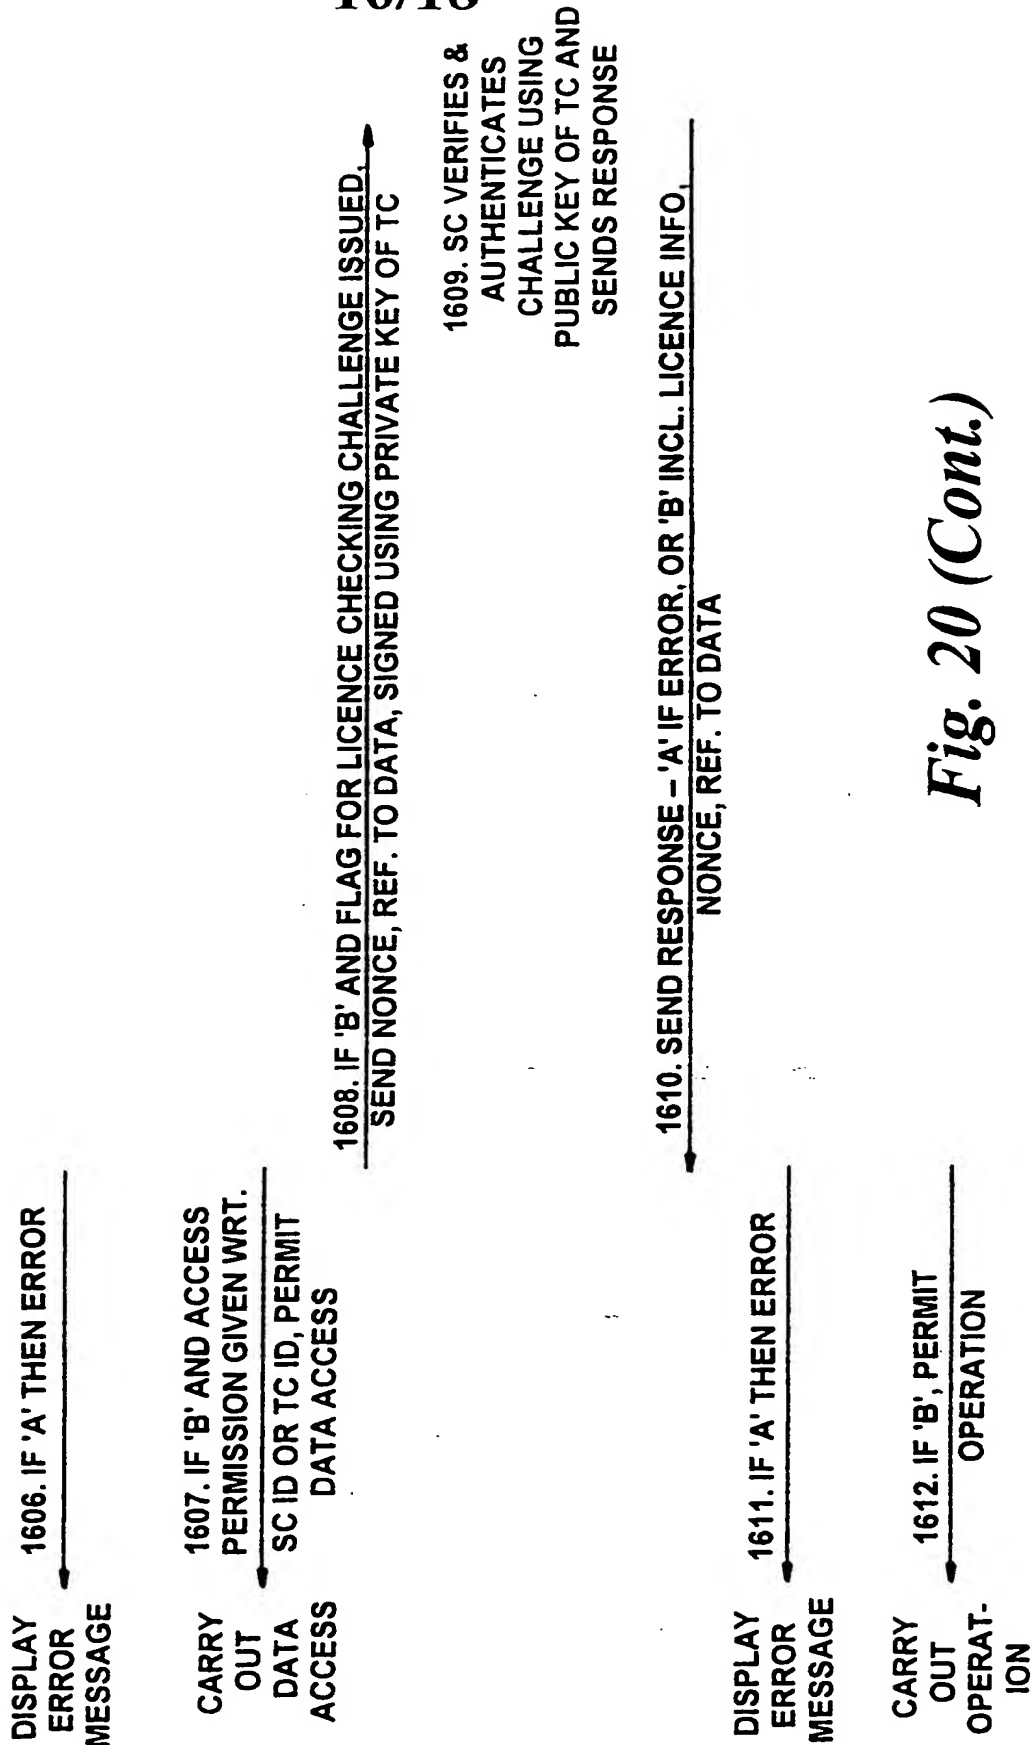 1606. IF 'A' THEN ERROR
DISPLAY
ERROR
MESSAGE
1607. IF 'B' AND ACCESS
PERMISSION GIVEN WRT.
SC ID OR TC ID, PERMIT
DATA ACCESS
CARRY
OUT
DATA
ACCESS
1608. IF 'B' AND FLAG FOR LICENCE CHECKING CHALLENGE ISSUED,
SEND NONCE, REF. TO DATA, SIGNED USING PRIVATE KEY OF TC
1609. SC VERIFIES &
AUTHENTICATES
CHALLENGE USING
PUBLIC KEY OF TC AND
SENDS RESPONSE
1610. SEND RESPONSE – 'A' IF ERROR, OR 'B' INCL. LICENCE INFO,
NONCE, REF. TO DATA
1611. IF 'A' THEN ERROR
DISPLAY
ERROR
MESSAGE
1612. IF 'B', PERMIT
OPERATION
CARRY
OUT
OPERAT-
ION
Fig. 20 (Cont.)